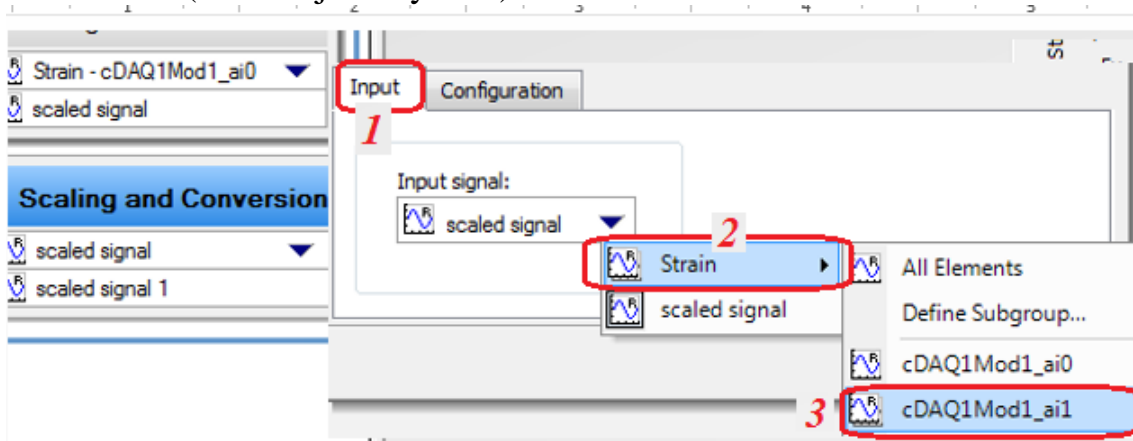 Strain - cDAQ1Mod1_ai0
scaled signal
Scaling and Conversion
scaled signal
scaled signal 1
Input
Configuration
1
Input signal:
scaled signal
2
Strain
scaled signal
All Elements
Define Subgroup...
cDAQ1Mod1_ai0
3
cDAQ1Mod1_ai1
St